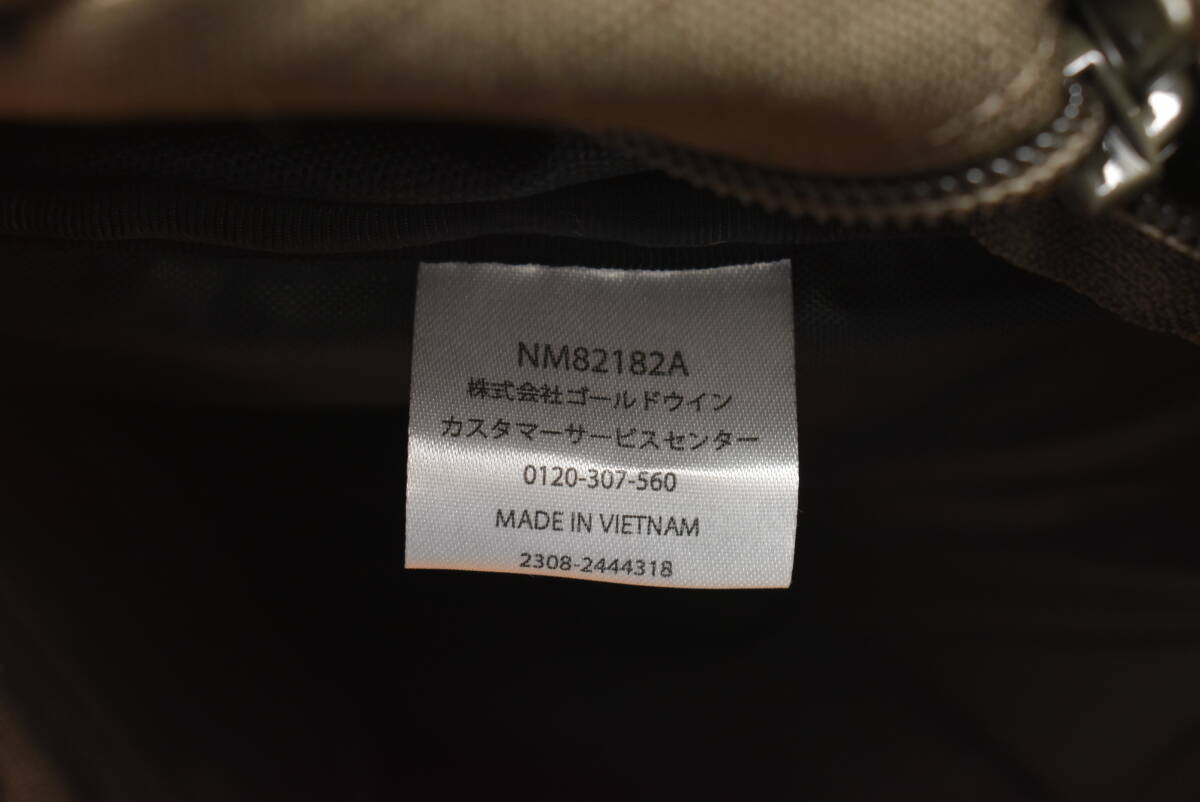 NM82182A
株式会社ゴールドウイン
カスタマーサービスセンター
0120-307-560
MADE IN VIETNAM
2308-2444318